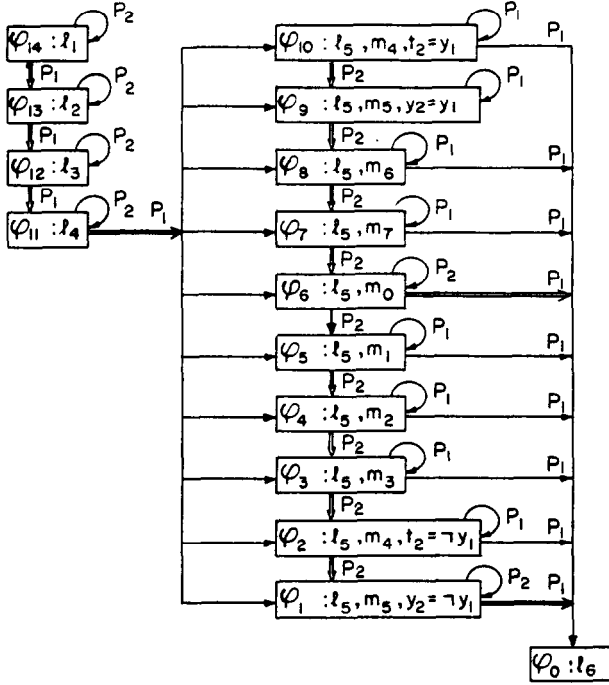 φ14 : ℓ1
P2
P1
φ13 : ℓ2
P2
P1
φ12 : ℓ3
P2
P1
φ11 : ℓ4
P2
P1
φ10 : ℓ5 , m4 , t2 = y1
P1
P1
P2
φ9 : ℓ5 , m5 , y2 = y1
P1
P2
φ8 : ℓ5 , m6
P1
P1
P2
φ7 : ℓ5 , m7
P1
P1
P2
φ6 : ℓ5 , m0
P2
P1
P2
φ5 : ℓ5 , m1
P1
P1
P2
φ4 : ℓ5 , m2
P1
P1
P2
φ3 : ℓ5 , m3
P1
P1
P2
φ2 : ℓ5 , m4 , t2 = ¬y1
P1
P1
P2
φ1 : ℓ5 , m5 , y2 = ¬y1
P2
P1
φ0 : ℓ6